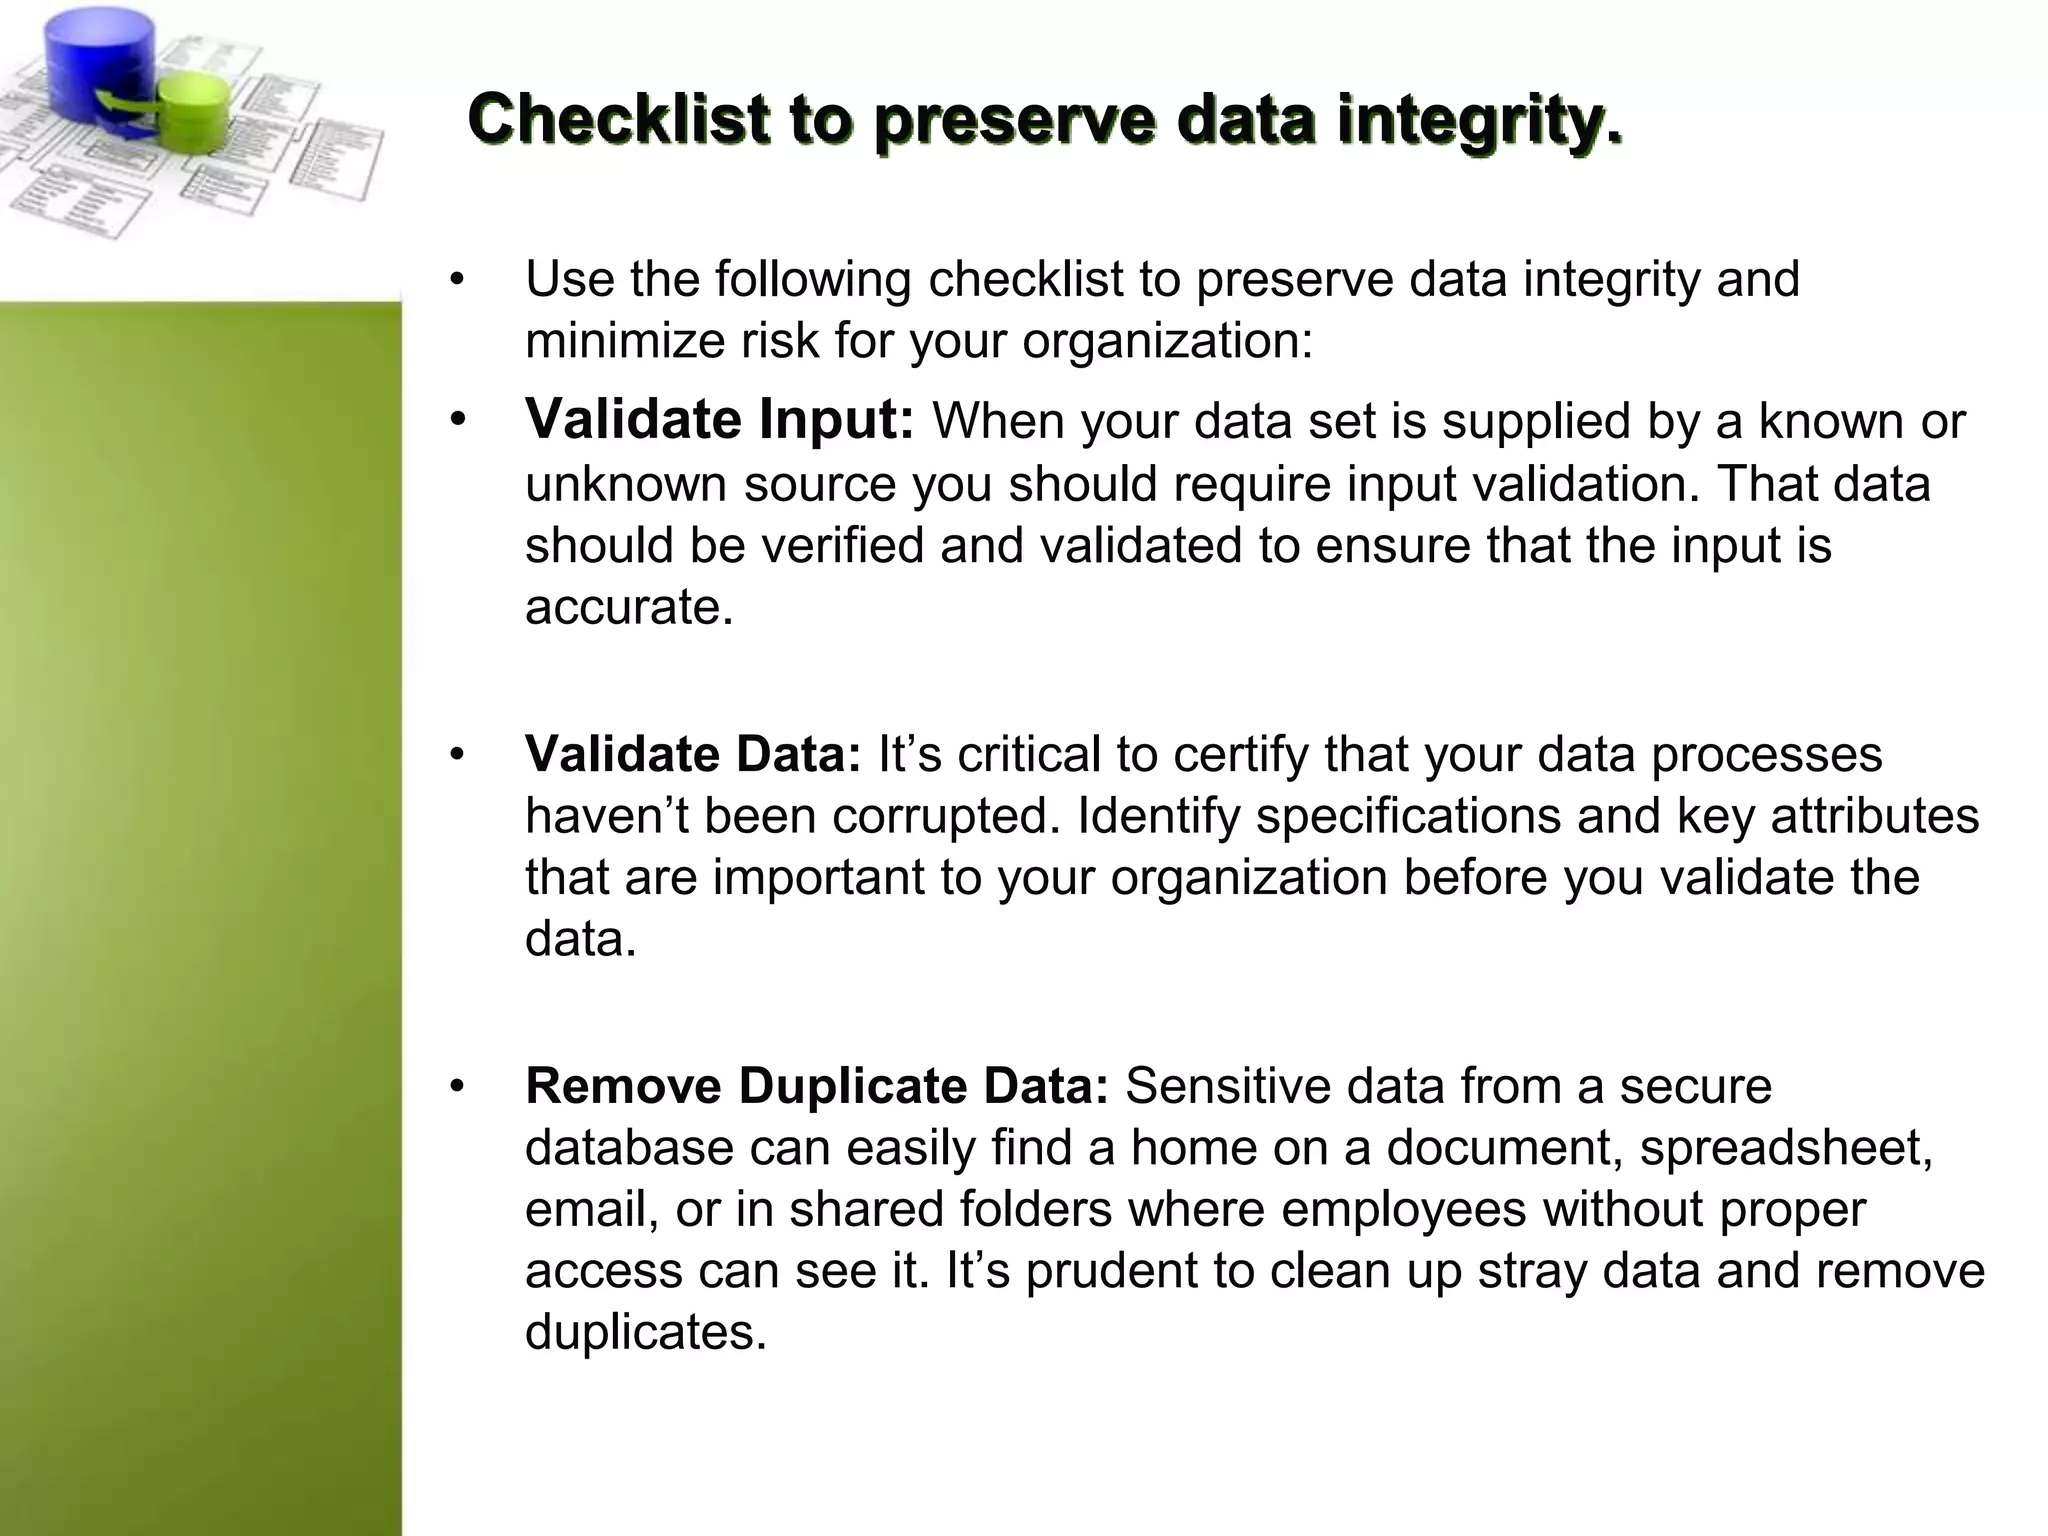 Checklist to preserve data integrity.
• Use the following checklist to preserve data integrity and
minimize risk for your organization:
• Validate Input: When your data set is supplied by a known or
unknown source you should require input validation. That data
should be verified and validated to ensure that the input is
accurate.
• Validate Data: It’s critical to certify that your data processes
haven’t been corrupted. Identify specifications and key attributes
that are important to your organization before you validate the
data.
• Remove Duplicate Data: Sensitive data from a secure
database can easily find a home on a document, spreadsheet,
email, or in shared folders where employees without proper
access can see it. It’s prudent to clean up stray data and remove
duplicates.